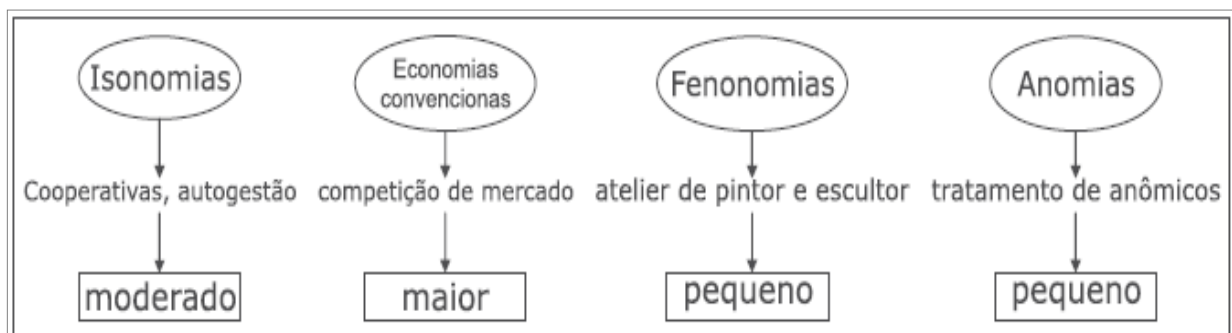 Isonomias
Economias
convencionas
Fenonomias
Anomias
Cooperativas, autogestão
competição de mercado
atelier de pintor e escultor
tratamento de anômicos
moderado
maior
pequeno
pequeno